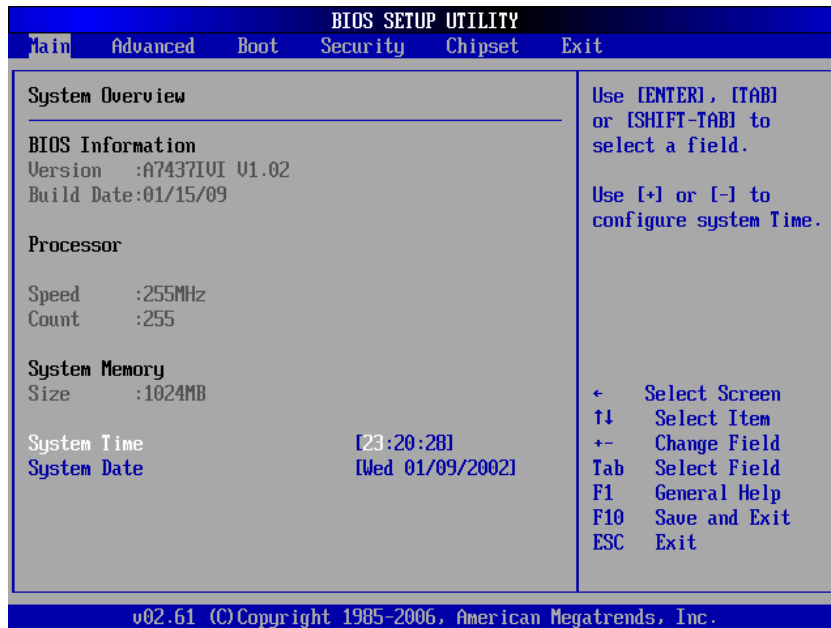 BIOS SETUP UTILITY
Main Advanced Boot Security Chipset Exit
System Overview
BIOS Information
Version :A7437IVI V1.02
Build Date:01/15/09
Processor
Speed :255MHz
Count :255
System Memory
Size :1024MB
System Time [23:20:28]
System Date [Wed 01/09/2002]
Use [ENTER], [TAB]
or [SHIFT-TAB] to
select a field.
Use [+] or [-] to
configure system Time.
← Select Screen
↑↓ Select Item
+- Change Field
Tab Select Field
F1 General Help
F10 Save and Exit
ESC Exit
v02.61 (C)Copyright 1985-2006, American Megatrends, Inc.